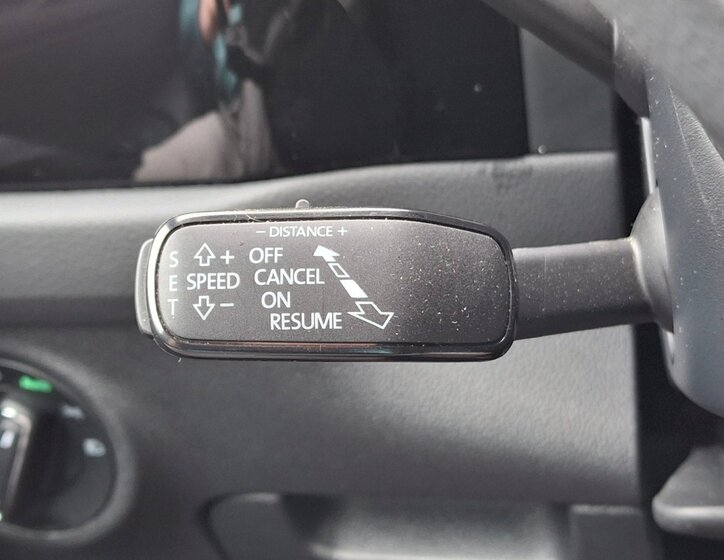 − DISTANCE +
S + OFF
E SPEED CANCEL
T − ON
RESUME